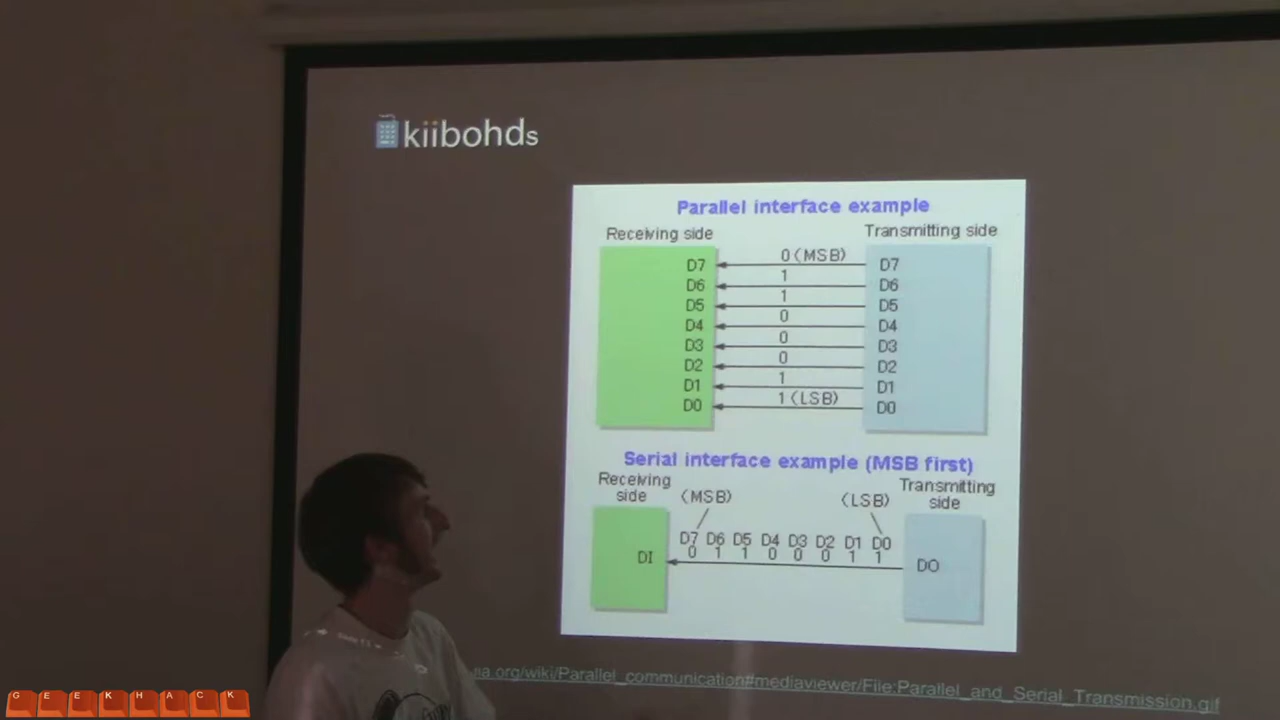 kiibohds
Parallel interface example
Receiving side
Transmitting side
D7 0(MSB) D7
D6 1 D6
D5 1 D5
D4 0 D4
D3 0 D3
D2 0 D2
D1 1 D1
D0 1(LSB) D0
Serial interface example (MSB first)
Receiving
side
(MSB)
(LSB)
Transmitting
side
D7 D6 D5 D4 D3 D2 D1 D0
0 1 1 0 0 0 1 1
DI
DO
org/wiki/Parallel_communication#mediaviewer/File:Parallel_and_Serial_Transmission.gif
GEEKHACK